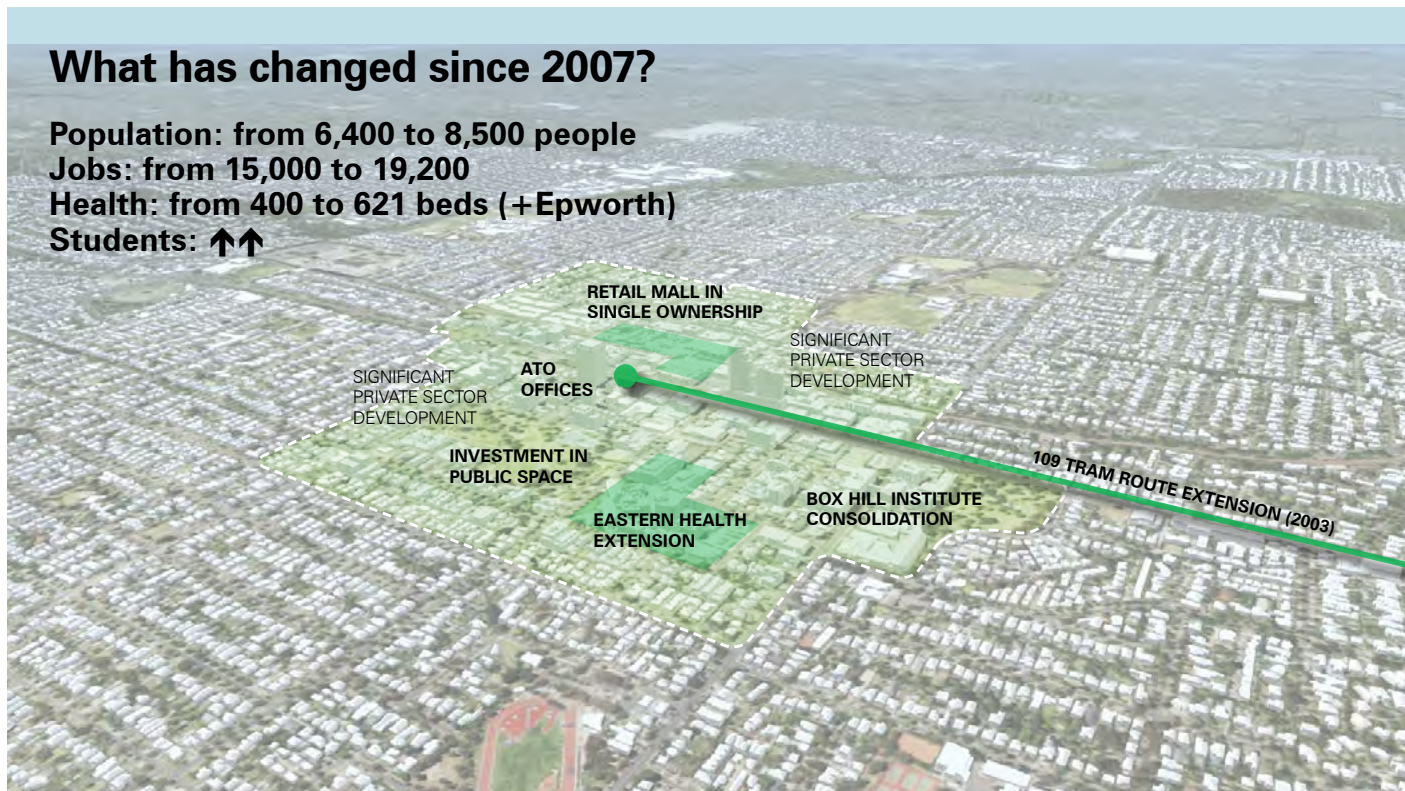 What has changed since 2007?
Population: from 6,400 to 8,500 people
Jobs: from 15,000 to 19,200
Health: from 400 to 621 beds (+Epworth)
Students: ↑↑
RETAIL MALL IN
SINGLE OWNERSHIP
SIGNIFICANT
PRIVATE SECTOR
DEVELOPMENT
ATO
OFFICES
SIGNIFICANT
PRIVATE SECTOR
DEVELOPMENT
INVESTMENT IN
PUBLIC SPACE
109 TRAM ROUTE EXTENSION (2003)
BOX HILL INSTITUTE
CONSOLIDATION
EASTERN HEALTH
EXTENSION